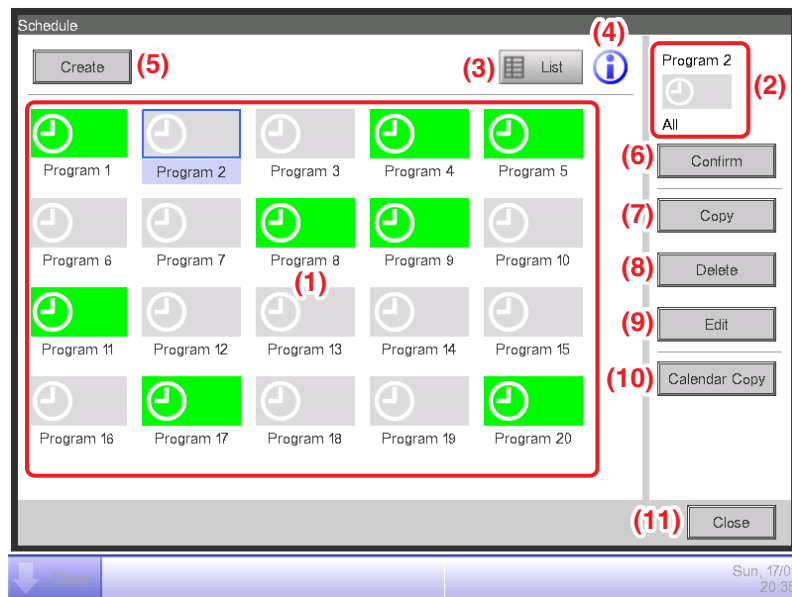 Schedule
(4)
Create (5) (3) List
Program 2
(2)
All
Program 1 Program 2 Program 3 Program 4 Program 5
(6) Confirm
(7) Copy
Program 6 Program 7 Program 8 Program 9 Program 10
(1)
(8) Delete
(9) Edit
Program 11 Program 12 Program 13 Program 14 Program 15
(10) Calendar Copy
Program 16 Program 17 Program 18 Program 19 Program 20
(11) Close
Close
Sun, 17/0
20:35